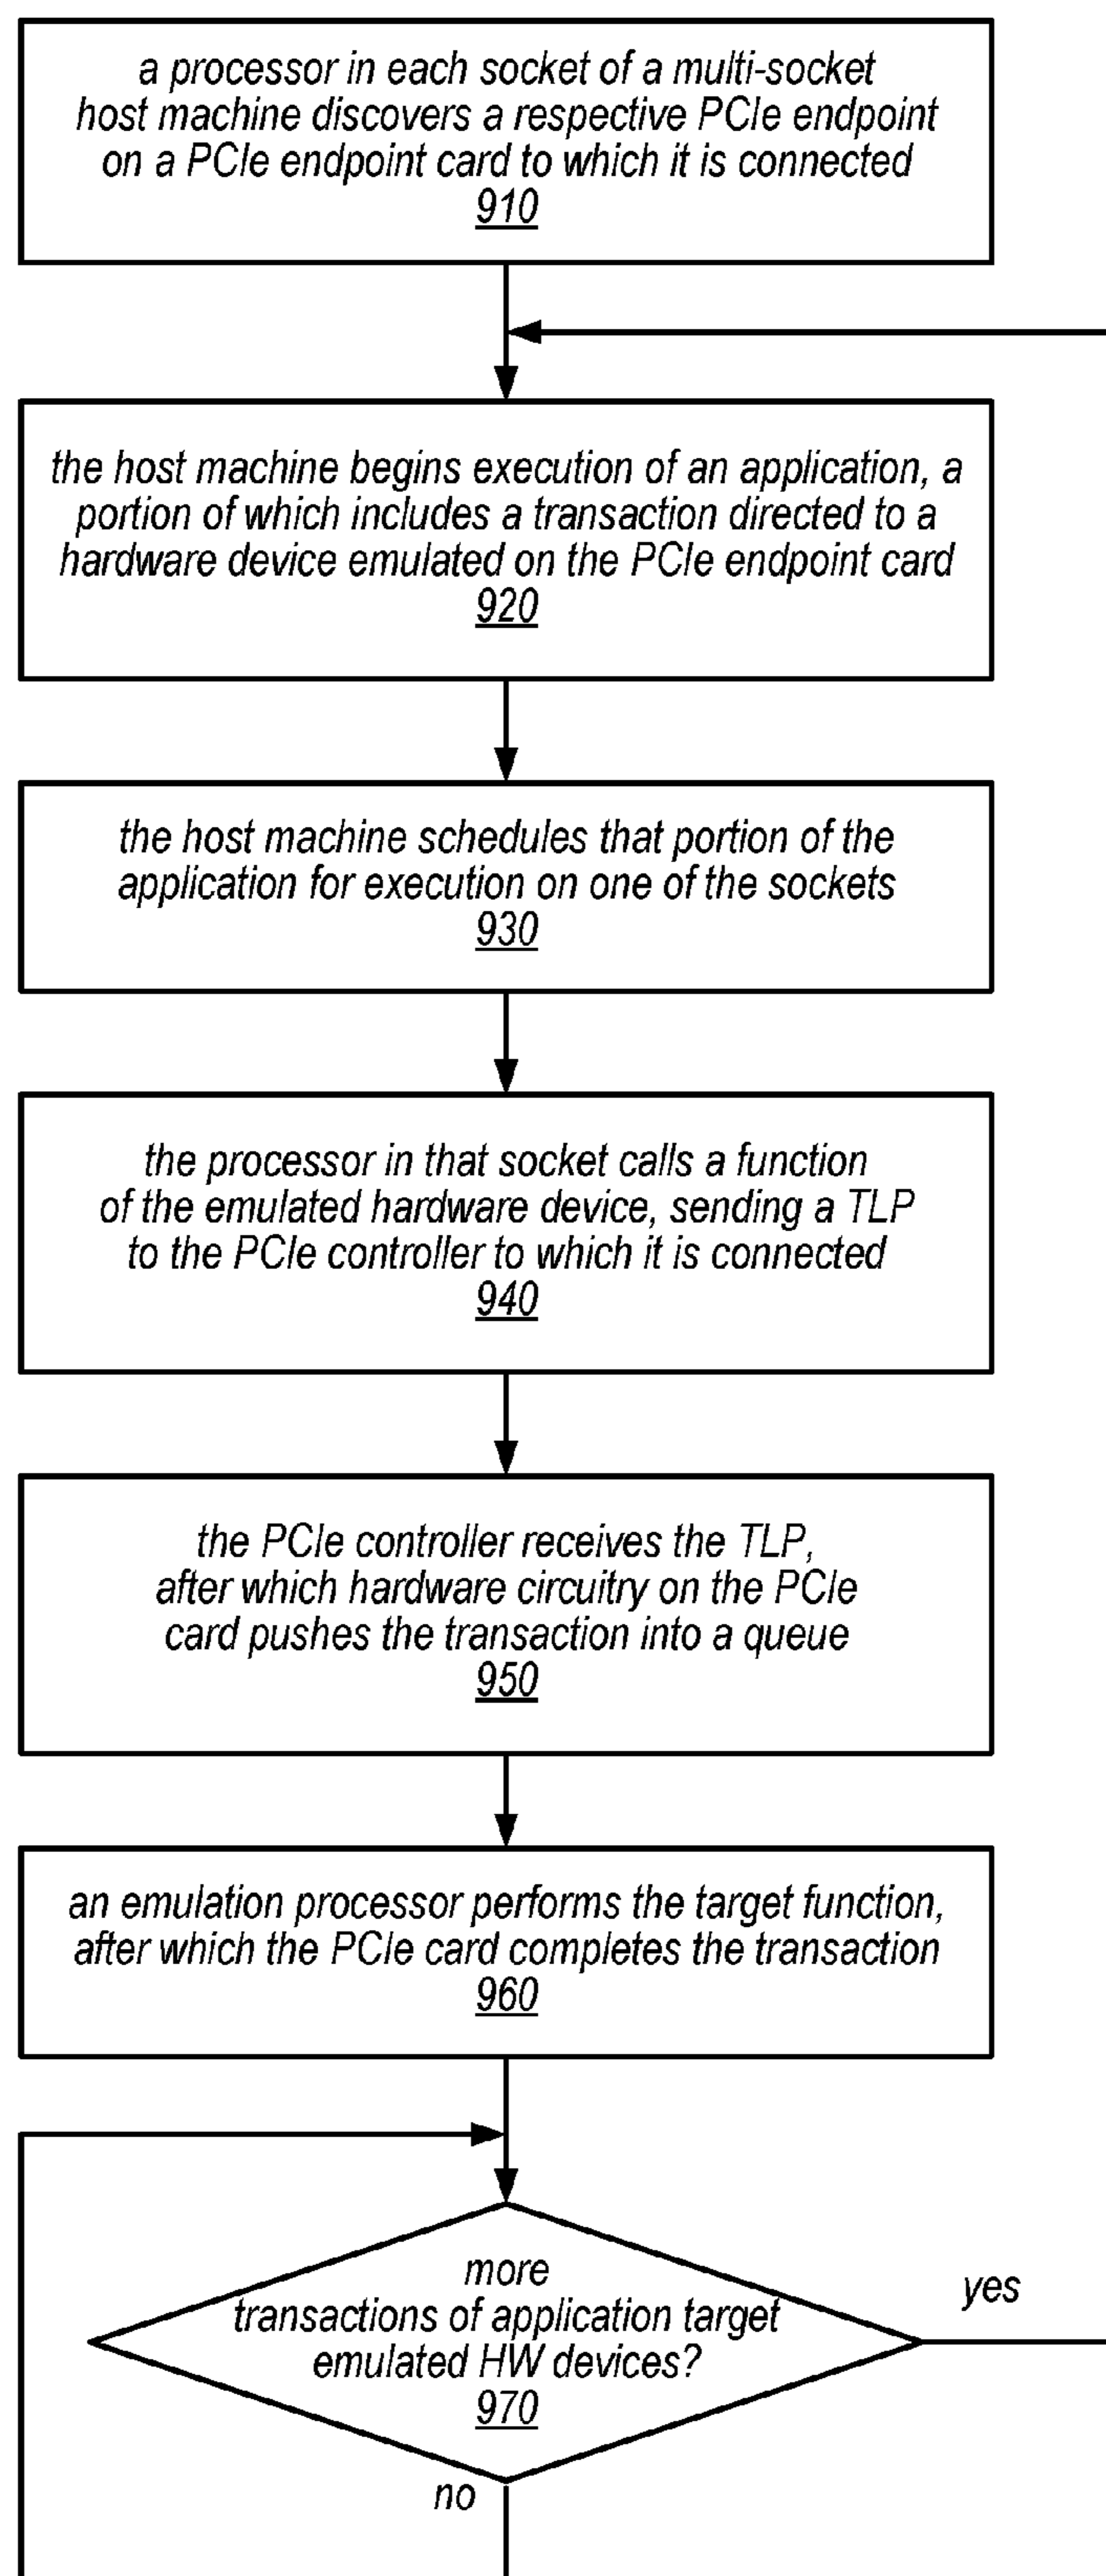 a processor in each socket of a multi-socket
host machine discovers a respective PCIe endpoint
on a PCIe endpoint card to which it is connected
910
the host machine begins execution of an application, a
portion of which includes a transaction directed to a
hardware device emulated on the PCIe endpoint card
920
the host machine schedules that portion of the
application for execution on one of the sockets
930
the processor in that socket calls a function
of the emulated hardware device, sending a TLP
to the PCIe controller to which it is connected
940
the PCIe controller receives the TLP,
after which hardware circuitry on the PCIe
card pushes the transaction into a queue
950
an emulation processor performs the target function,
after which the PCIe card completes the transaction
960
more
transactions of application target
emulated HW devices?
970
yes
no